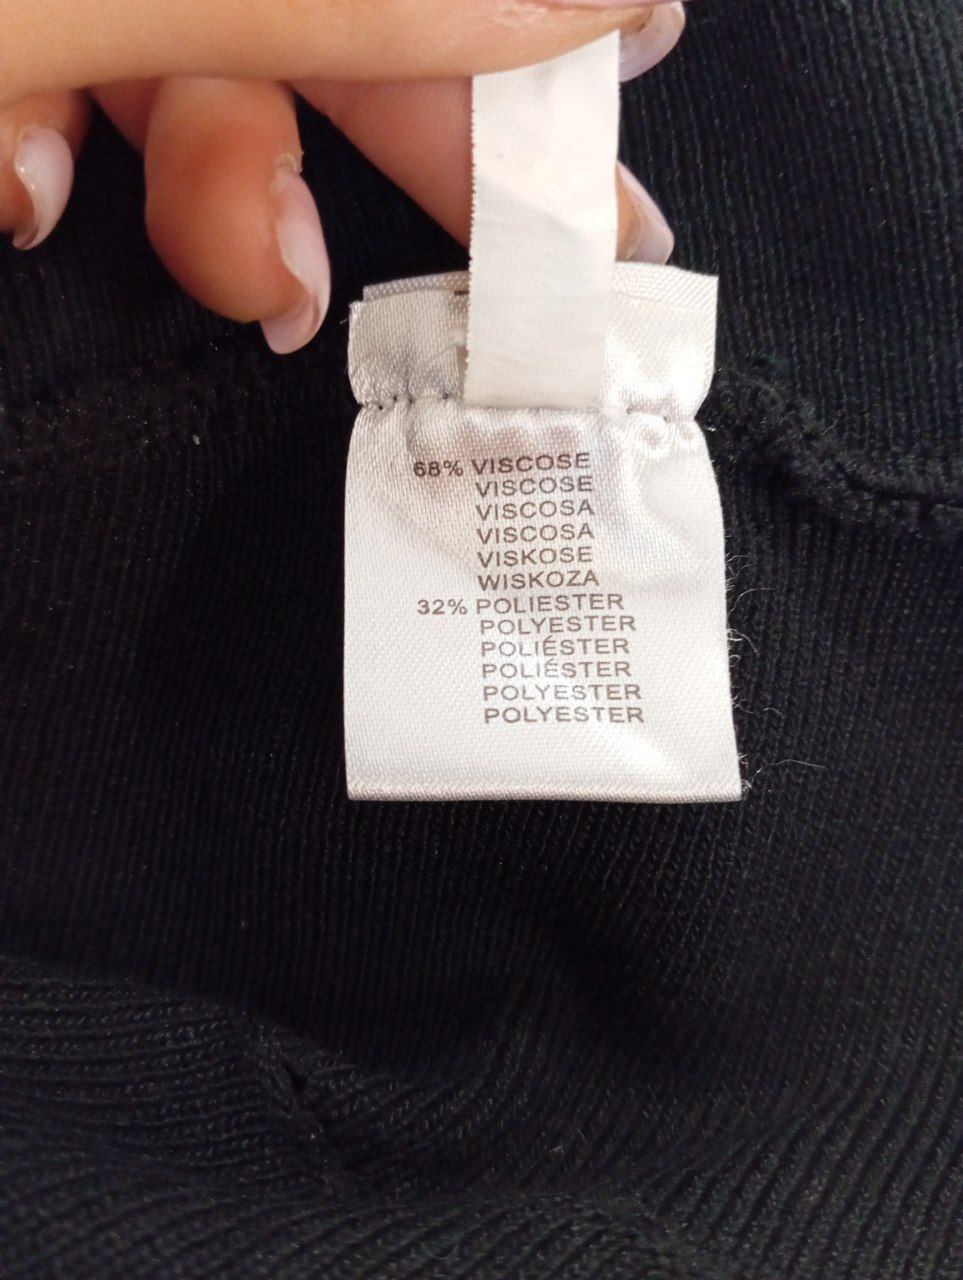 68% VISCOSE
VISCOSE
VISCOSA
VISCOSA
VISKOSE
WISKOZA
32% POLIESTER
POLYESTER
POLIÉSTER
POLIÉSTER
POLYESTER
POLYESTER